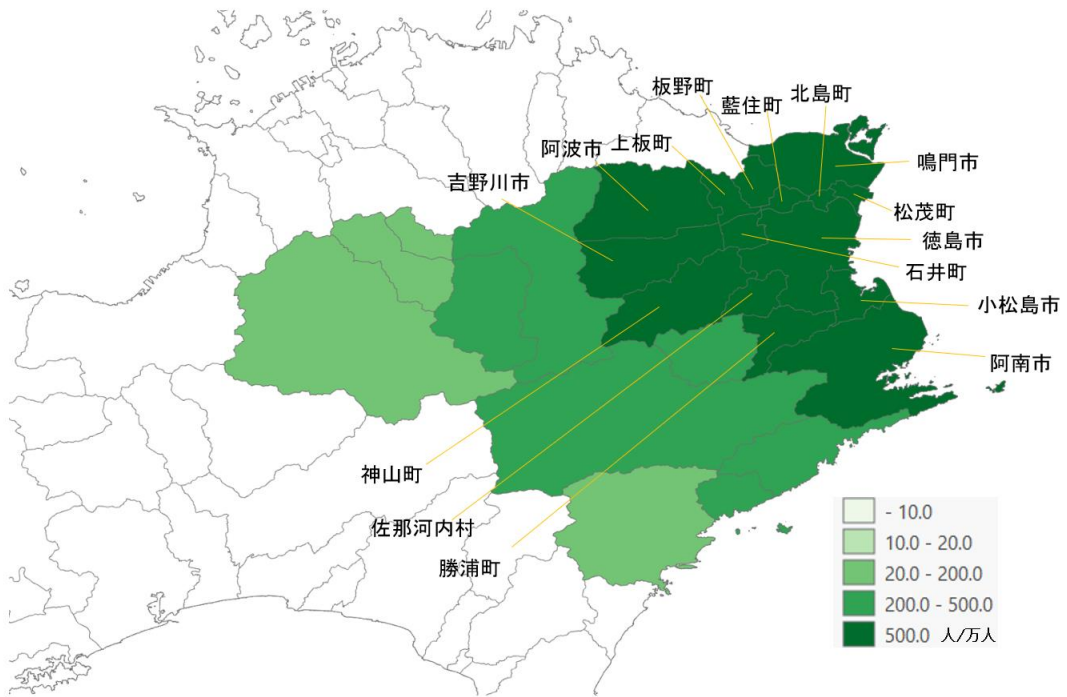 板野町
北島町
藍住町
阿波市
上板町
鳴門市
吉野川市
松茂町
徳島市
石井町
小松島市
阿南市
神山町
佐那河内村
勝浦町
- 10.0
10.0 - 20.0
20.0 - 200.0
200.0 - 500.0
500.0 人/万人